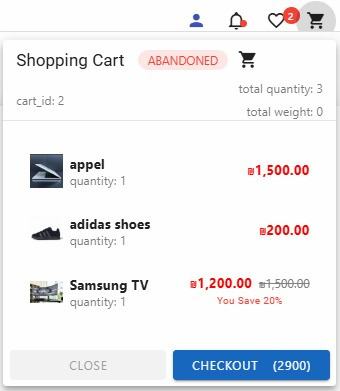 2
Shopping Cart ABANDONED
cart_id: 2
total quantity: 3
total weight: 0
appel
quantity: 1
₪1,500.00
adidas shoes
quantity: 1
₪200.00
Samsung TV
quantity: 1
₪1,200.00 ₪1,500.00
You Save 20%
CLOSE
CHECKOUT (2900)